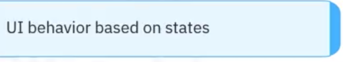 UI behavior based on states